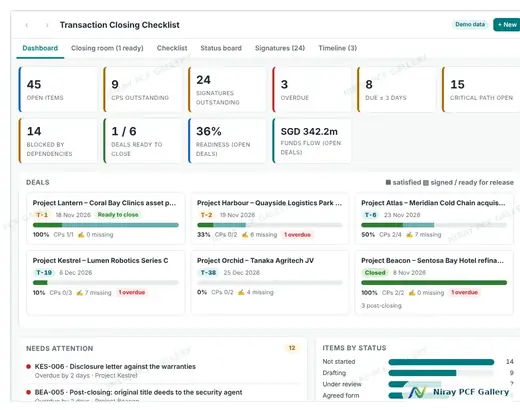 Transaction Closing Checklist
Demo data
+ New
Dashboard
Closing room (1 ready)
Checklist
Status board
Signatures (24)
Timeline (3)
45
OPEN ITEMS
9
CPS OUTSTANDING
24
SIGNATURES
OUTSTANDING
3
OVERDUE
8
DUE ≤ 3 DAYS
15
CRITICAL PATH OPEN
14
BLOCKED BY
DEPENDENCIES
1 / 6
DEALS READY TO
CLOSE
36%
READINESS (OPEN
DEALS)
SGD 342.2m
FUNDS FLOW (OPEN
DEALS)
DEALS
satisfied
signed / ready for release
Project Lantern – Coral Bay Clinics asset p...
T-1 18 Nov 2026 Ready to close
100% CPs 1/1 0 missing
Project Harbour – Quayside Logistics Park ...
T-2 19 Nov 2026
33% CPs 0/2 6 missing 1 overdue
Project Atlas – Meridian Cold Chain acquis...
T-6 23 Nov 2026
50% CPs 2/4 7 missing
Project Kestrel – Lumen Robotics Series C
T-19 6 Dec 2026
10% CPs 0/3 7 missing 1 overdue
Project Orchid – Tanaka Agritech JV
T-38 25 Dec 2026
0% CPs 0/2 4 missing
Project Beacon – Sentosa Bay Hotel refina...
Closed 8 Nov 2026
100% CPs 2/2 0 missing 1 overdue
3 post-closing
NEEDS ATTENTION
12
KES-006 · Disclosure letter against the warranties
Overdue by 2 days · Project Kestrel
BEA-005 · Post-closing: original title deeds to the security agent
ITEMS BY STATUS
Not started 14
Drafting 9
Under review
Agreed form
Niray PCF Gallery